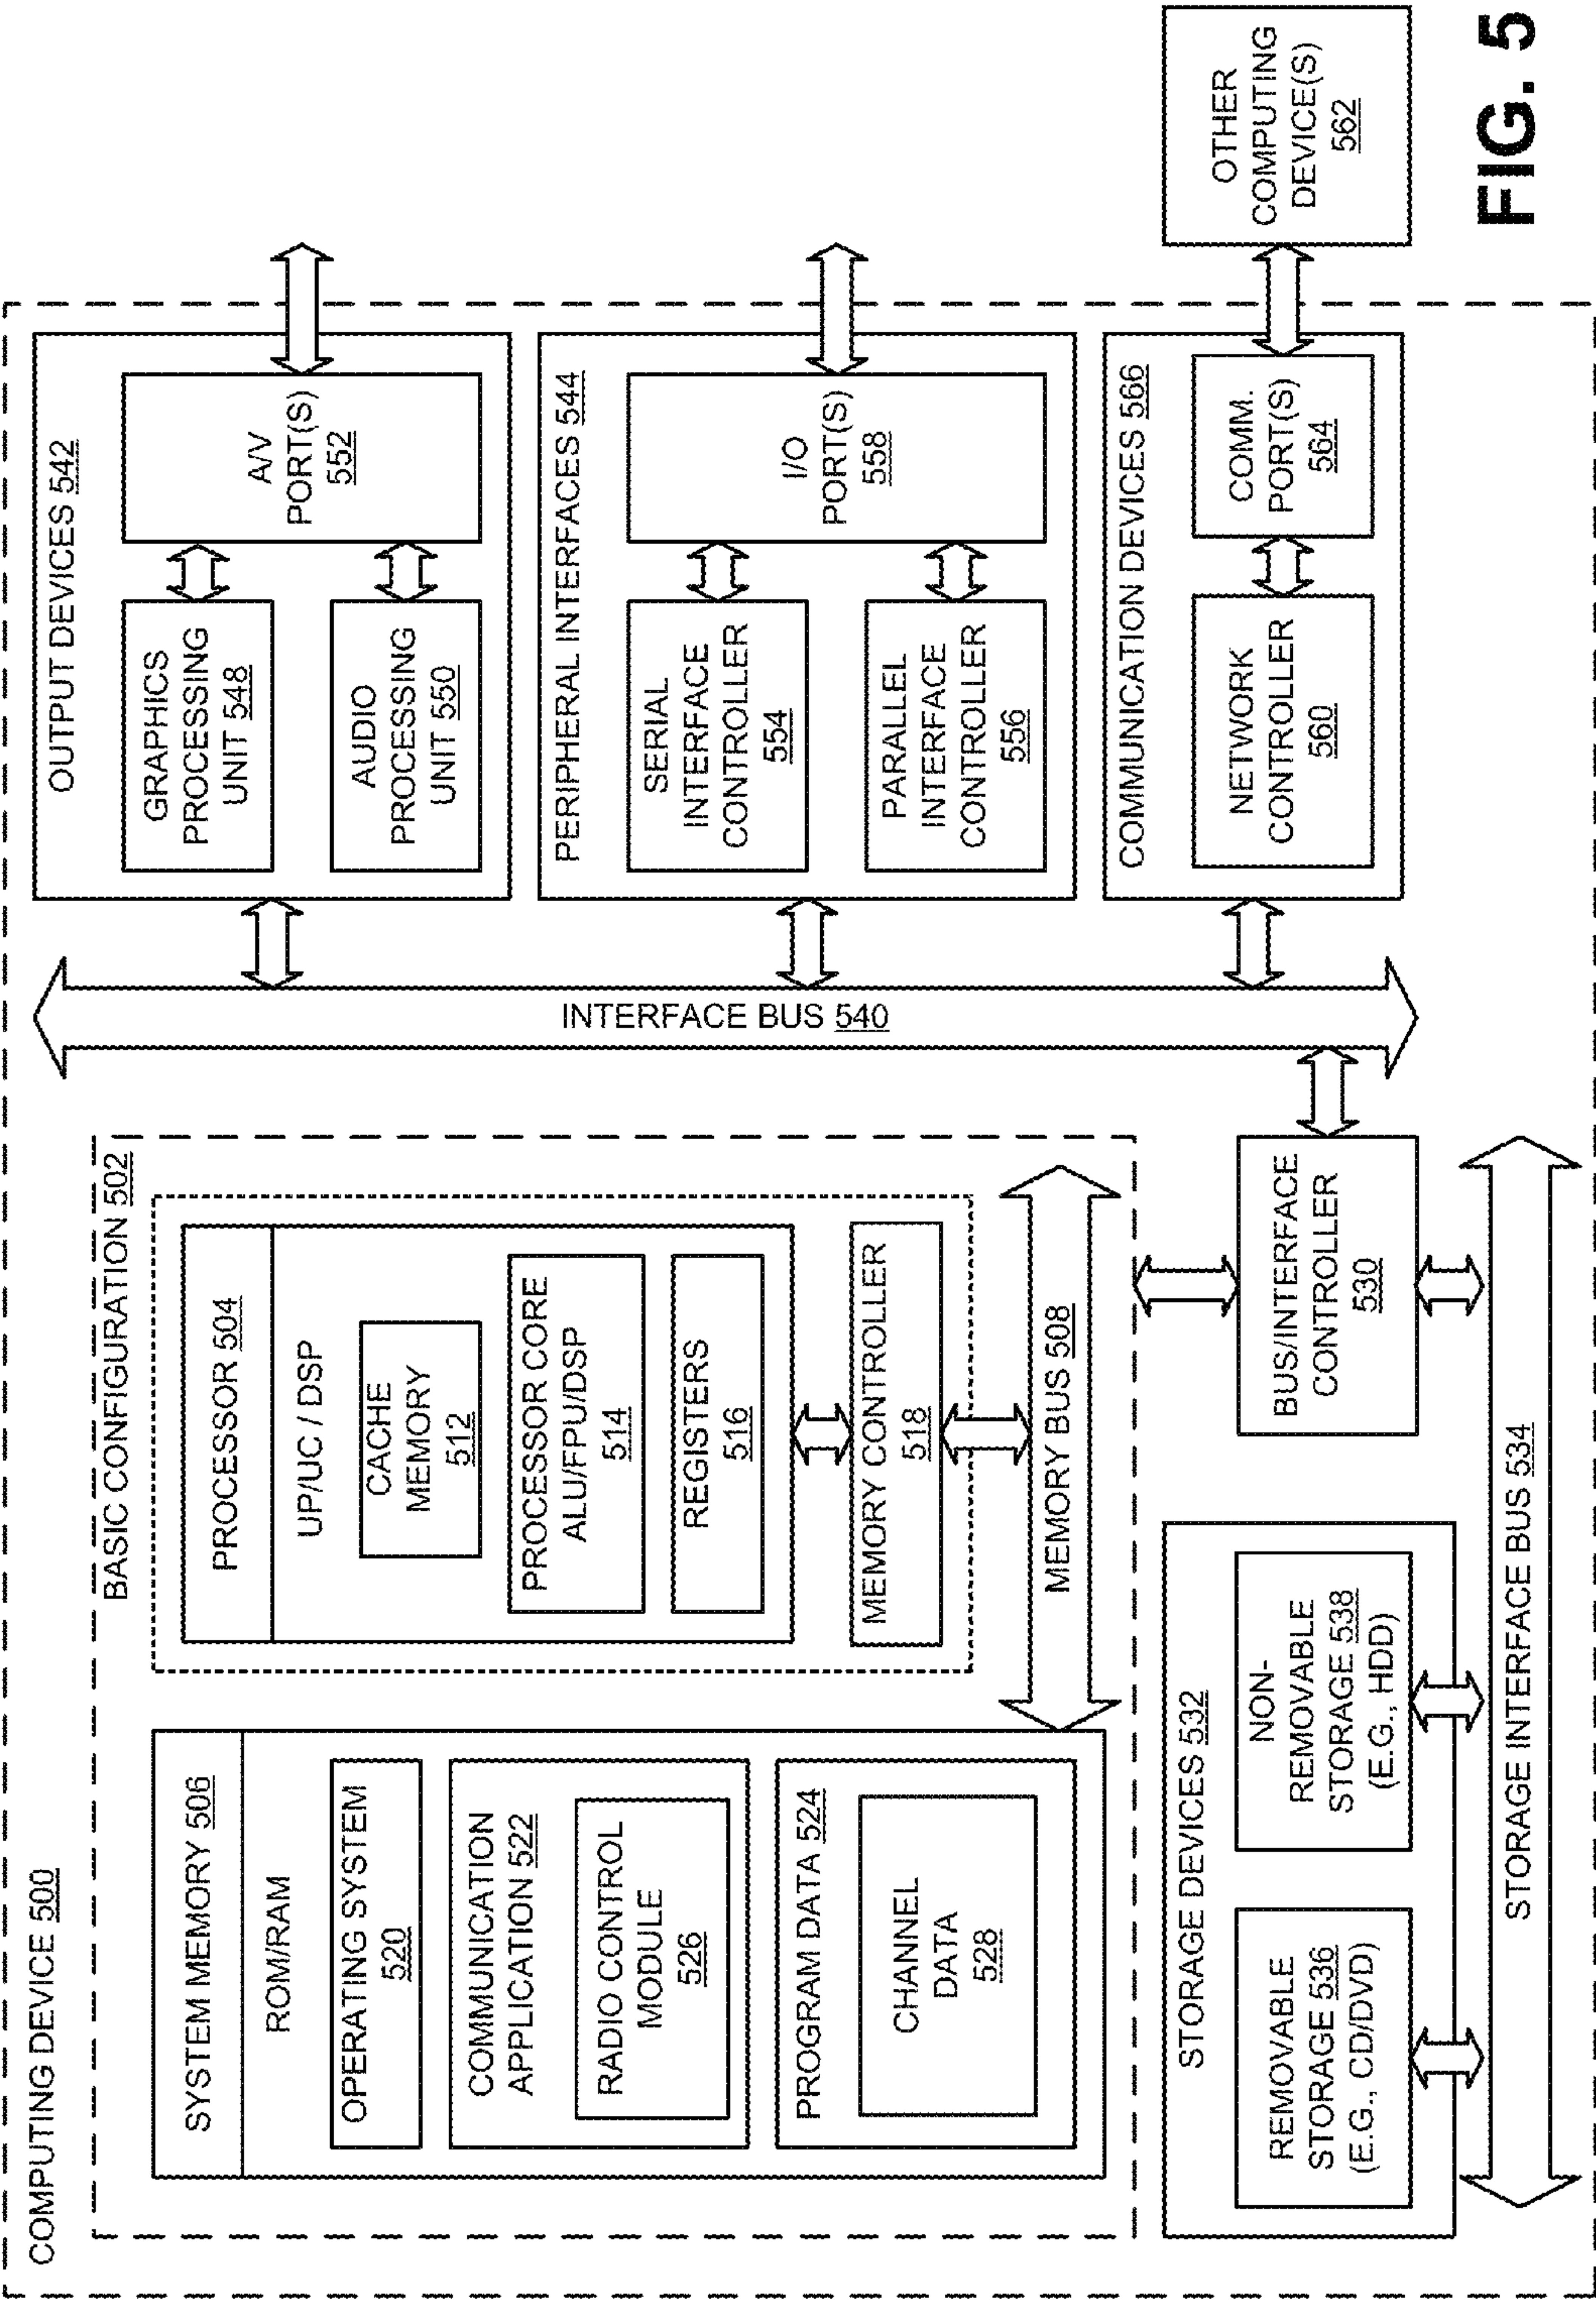 COMPUTING DEVICE 500
BASIC CONFIGURATION 502
SYSTEM MEMORY 506
ROM/RAM
OPERATING SYSTEM
520
COMMUNICATION
APPLICATION 522
RADIO CONTROL
MODULE
526
PROGRAM DATA 524
CHANNEL
DATA
528
PROCESSOR 504
UP/UC / DSP
CACHE
MEMORY
512
PROCESSOR CORE
ALU/FPU/DSP
514
REGISTERS
516
MEMORY CONTROLLER
518
MEMORY BUS 508
BUS/INTERFACE
CONTROLLER
530
STORAGE DEVICES 532
REMOVABLE
STORAGE 536
(E.G., CD/DVD)
NON-
REMOVABLE
STORAGE 538
(E.G., HDD)
STORAGE INTERFACE BUS 534
INTERFACE BUS 540
OUTPUT DEVICES 542
GRAPHICS
PROCESSING
UNIT 548
AUDIO
PROCESSING
UNIT 550
A/V
PORT(S)
552
PERIPHERAL INTERFACES 544
SERIAL
INTERFACE
CONTROLLER
554
PARALLEL
INTERFACE
CONTROLLER
556
I/O
PORT(S)
558
COMMUNICATION DEVICES 566
NETWORK
CONTROLLER
560
COMM.
PORT(S)
564
OTHER
COMPUTING
DEVICE(S)
562
FIG. 5